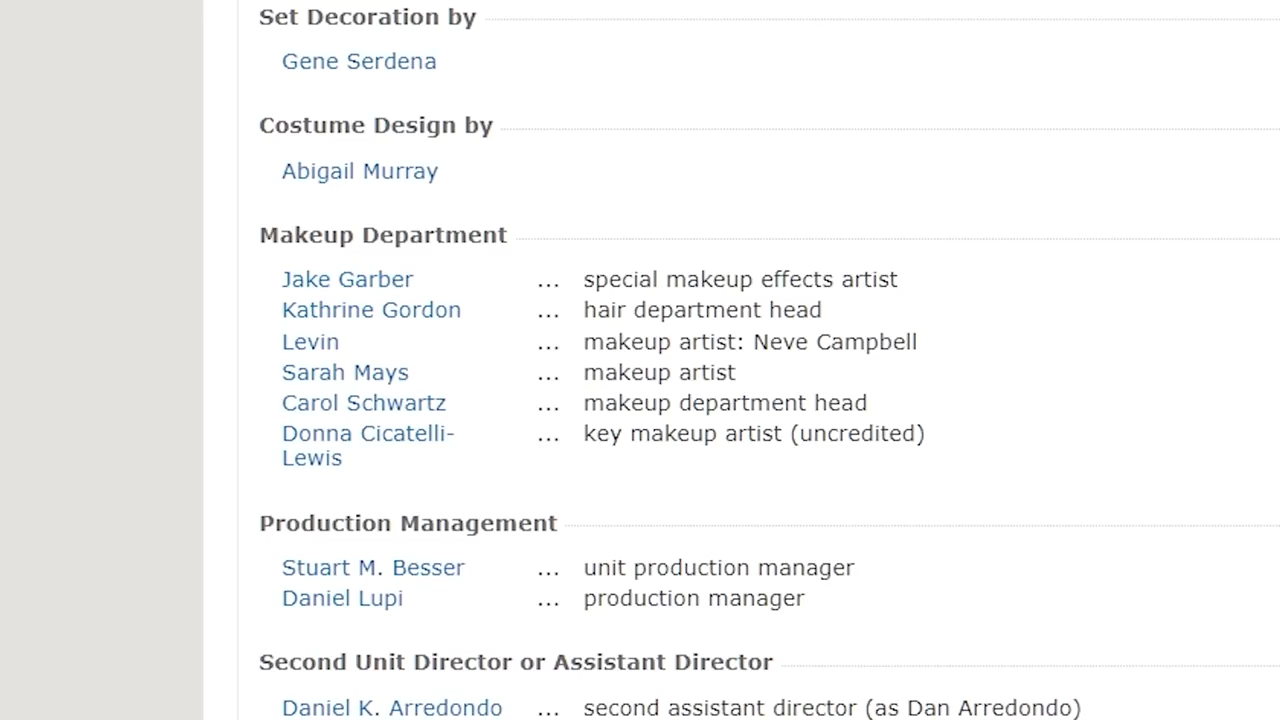 Set Decoration by
Gene Serdena
Costume Design by
Abigail Murray
Makeup Department
Jake Garber ... special makeup effects artist
Kathrine Gordon ... hair department head
Levin ... makeup artist: Neve Campbell
Sarah Mays ... makeup artist
Carol Schwartz ... makeup department head
Donna Cicatelli- ... key makeup artist (uncredited)
Lewis
Production Management
Stuart M. Besser ... unit production manager
Daniel Lupi ... production manager
Second Unit Director or Assistant Director
Daniel K. Arredondo ... second assistant director (as Dan Arredondo)